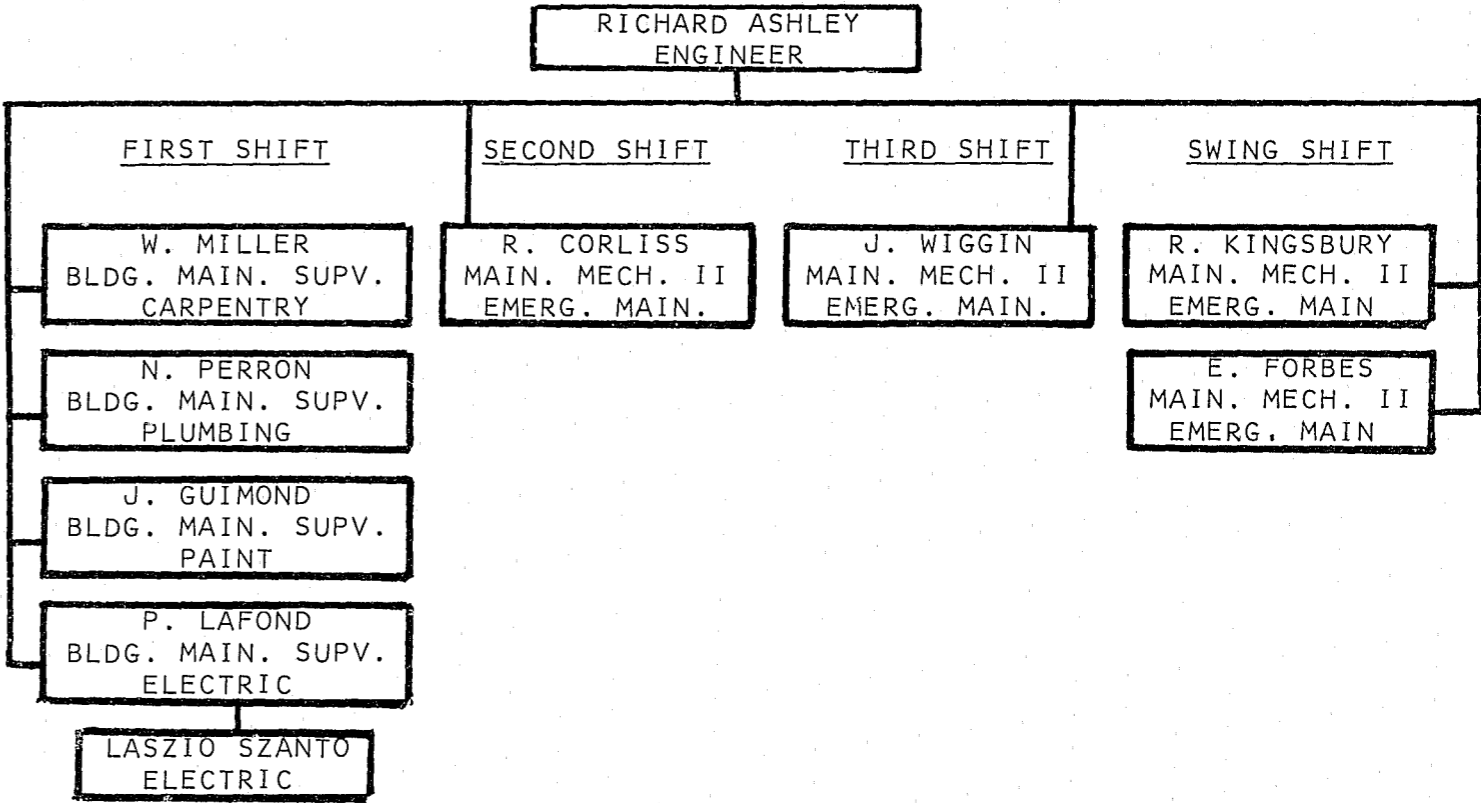 RICHARD ASHLEY
ENGINEER
FIRST SHIFT
SECOND SHIFT
THIRD SHIFT
SWING SHIFT
W. MILLER
BLDG. MAIN. SUPV.
CARPENTRY
R. CORLISS
MAIN. MECH. II
EMERG. MAIN.
J. WIGGIN
MAIN. MECH. II
EMERG. MAIN.
R. KINGSBURY
MAIN. MECH. II
EMERG. MAIN
N. PERRON
BLDG. MAIN. SUPV.
PLUMBING
E. FORBES
MAIN. MECH. II
EMERG. MAIN
J. GUIMOND
BLDG. MAIN. SUPV.
PAINT
P. LAFOND
BLDG. MAIN. SUPV.
ELECTRIC
LASZIO SZANTO
ELECTRIC